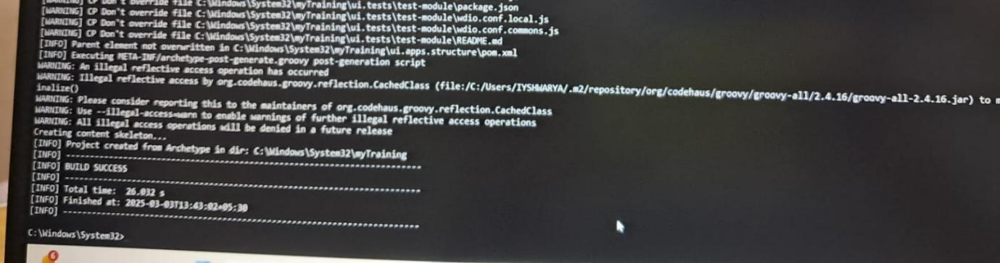 [WARNING] CP Don't override file C:\Windows\System32\myTraining\ui.tests\test-module\package.json
[WARNING] CP Don't override file C:\Windows\System32\myTraining\ui.tests\test-module\wdio.conf.local.js
[WARNING] CP Don't override file C:\Windows\System32\myTraining\ui.tests\test-module\wdio.conf.commons.js
[WARNING] CP Don't override file C:\Windows\System32\myTraining\ui.tests\test-module\README.md
[INFO] Parent element not overwritten in C:\Windows\System32\myTraining\ui.apps.structure\pom.xml
[INFO] Executing META-INF/archetype-post-generate.groovy post-generation script
WARNING: An illegal reflective access operation has occurred
WARNING: Illegal reflective access by org.codehaus.groovy.reflection.CachedClass (file:/C:/Users/IYSHWARYA/.m2/repository/org/codehaus/groovy/groovy-all/2.4.16/groovy-all-2.4.16.jar) to m
inalize()
WARNING: Please consider reporting this to the maintainers of org.codehaus.groovy.reflection.CachedClass
WARNING: Use --illegal-access=warn to enable warnings of further illegal reflective access operations
WARNING: All illegal access operations will be denied in a future release
Creating content skeleton...
[INFO] Project created from Archetype in dir: C:\Windows\System32\myTraining
[INFO] ------------------------------------------------------------------------
[INFO] BUILD SUCCESS
[INFO] ------------------------------------------------------------------------
[INFO] Total time:  26.032 s
[INFO] Finished at: 2025-03-03T13:43:02+05:30
[INFO] ------------------------------------------------------------------------
C:\Windows\System32>
6